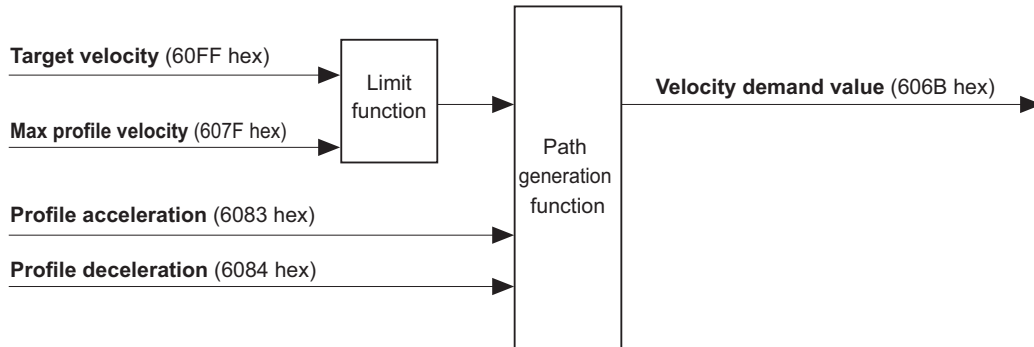 Target velocity (60FF hex)
Max profile velocity (607F hex)
Limit
function
Profile acceleration (6083 hex)
Profile deceleration (6084 hex)
Path
generation
function
Velocity demand value (606B hex)